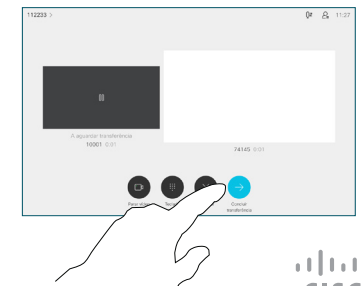 112233 >
11:27
A aguardar transferência
10001 0:01
74145 0:01
Concluir
transferência